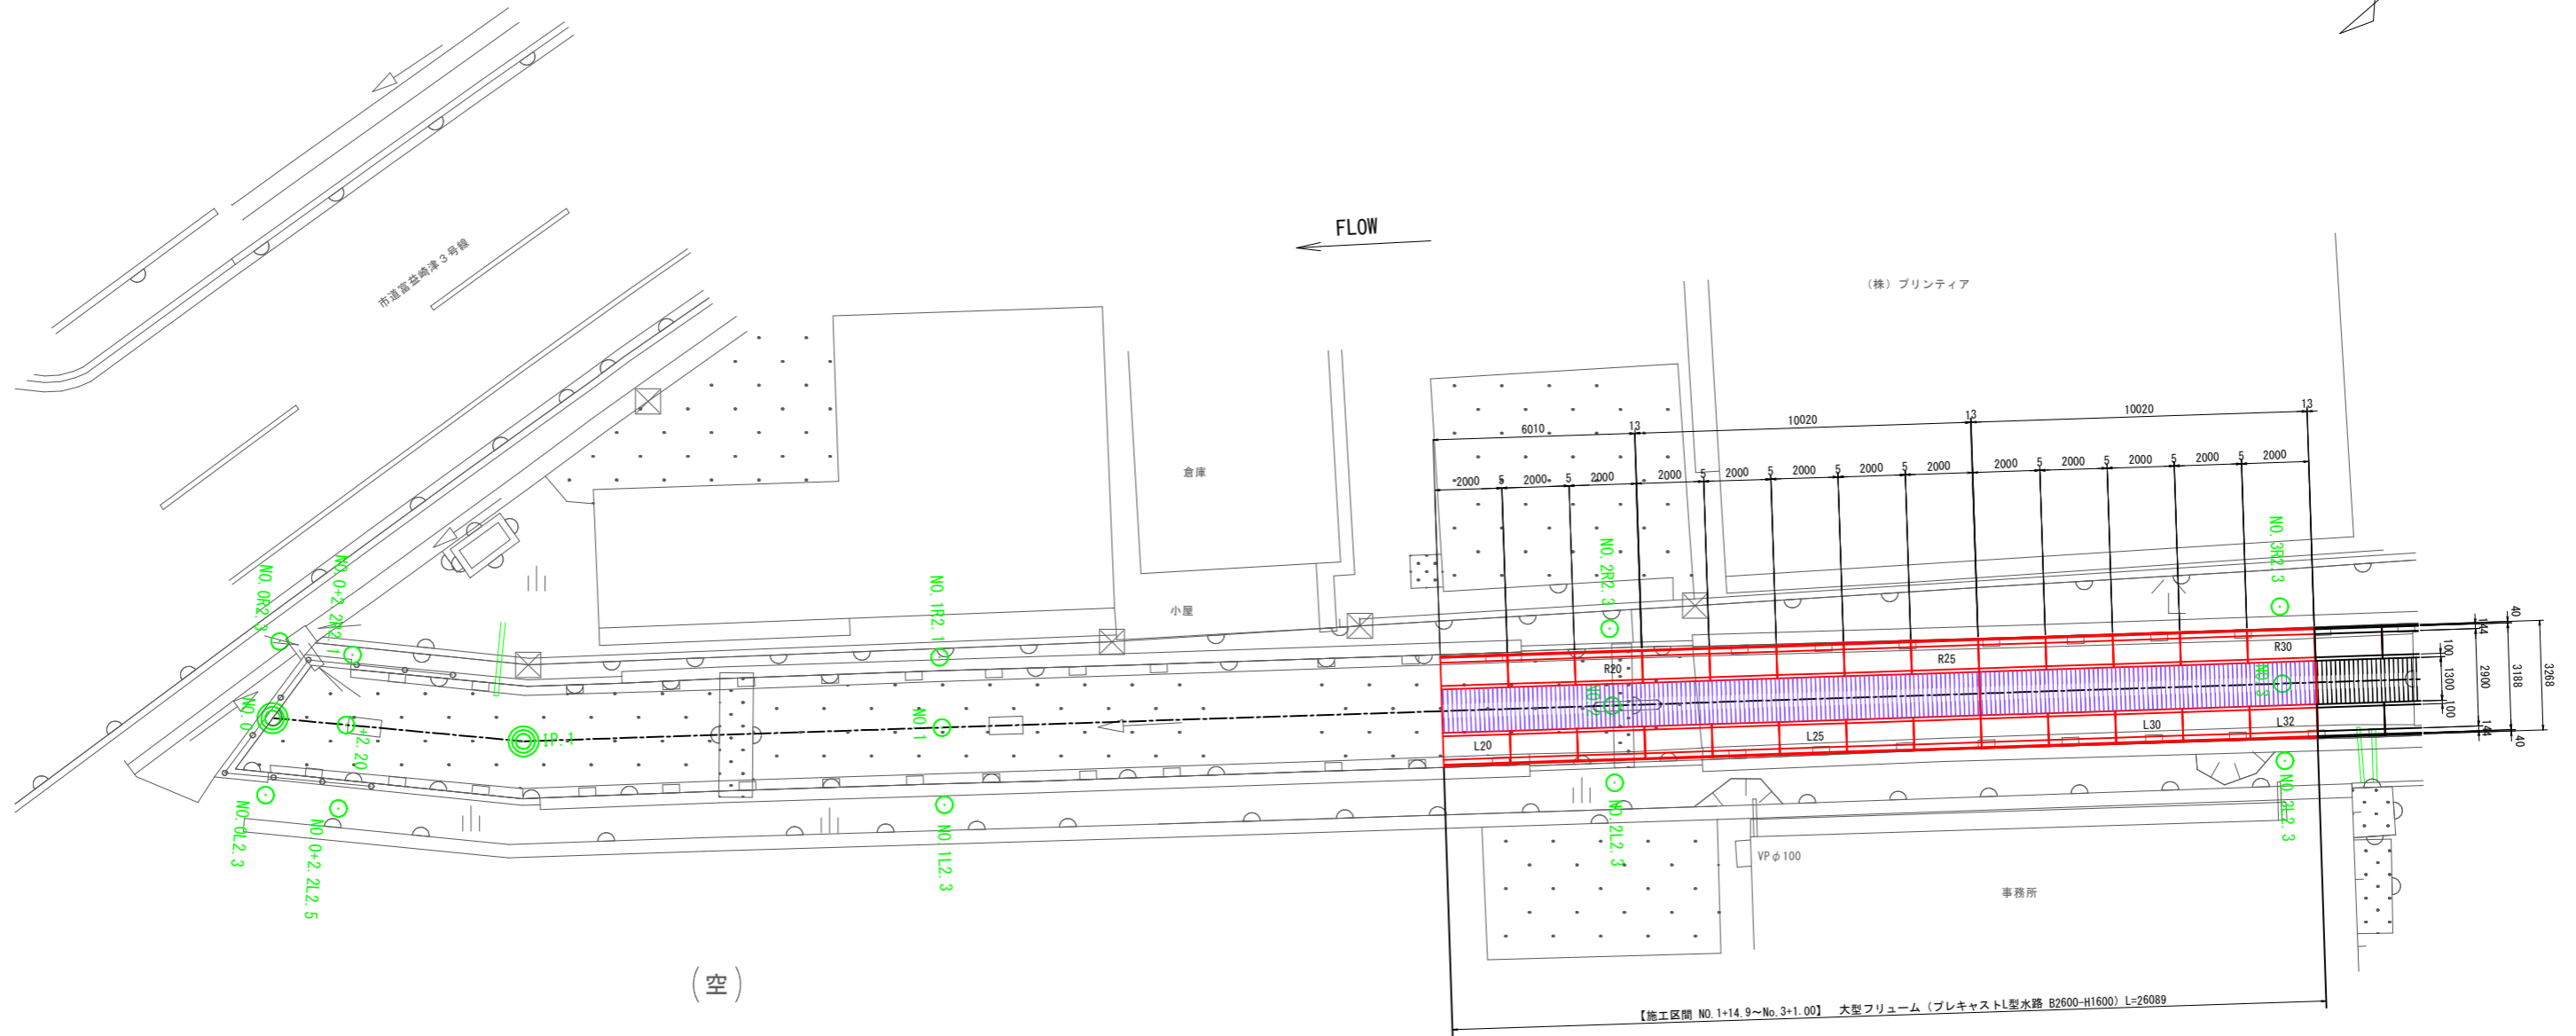 FLOW
市道富益崎津３号線
(株) プリンティア
倉庫
小屋
6010
13
10020
13
10020
13
2000
5
2000
5
2000
2000
5
2000
5
2000
5
2000
5
2000
2000
5
2000
5
2000
5
2000
5
2000
NO.0R2.3
NO.0+2.2R2.1
NO.1R2.1
NO.2R2.3
NO.3R2.3
R20
R25
R30
NO.0
+2.20
IP.1
NO.1
NO.2
NO.3
L20
L25
L30
L32
40
144
100
1300
100
144
40
2900
3188
3268
NO.0L2.3
NO.0+2.2L2.5
NO.1L2.3
NO.2L2.3
NO.3L2.3
VPφ100
事務所
(空)
【施工区間 NO.1+14.9～No.3+1.00】 大型フリューム（プレキャストL型水路 B2600-H1600）L=26089